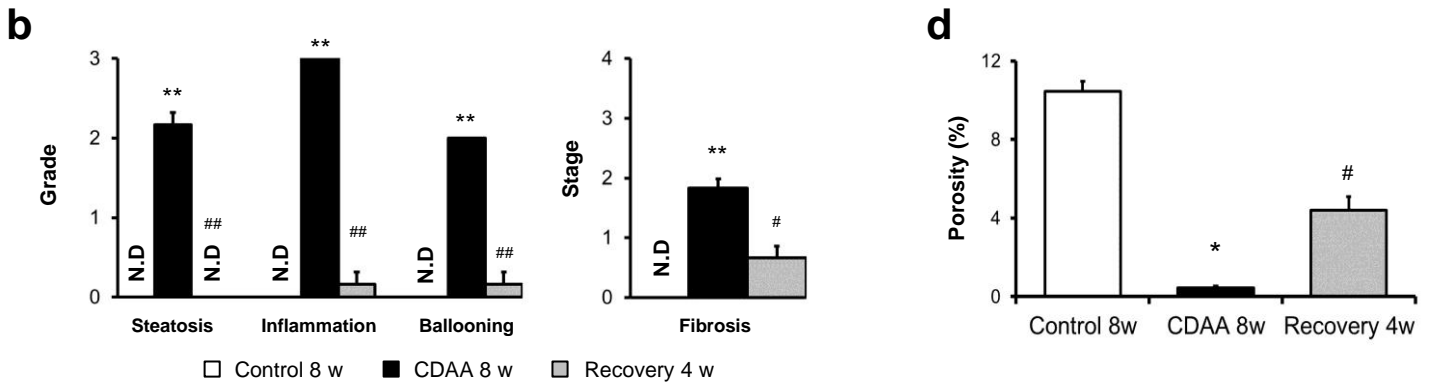 b
Grade
3
2
1
0
**
N.D
##
N.D
**
N.D
##
**
N.D
##
Steatosis Inflammation Ballooning
Stage
4
3
2
1
0
**
N.D
#
Fibrosis
Control 8 w CDAA 8 w Recovery 4 w
d
Porosity (%)
12
8
4
0
*
#
Control 8w CDAA 8w Recovery 4w